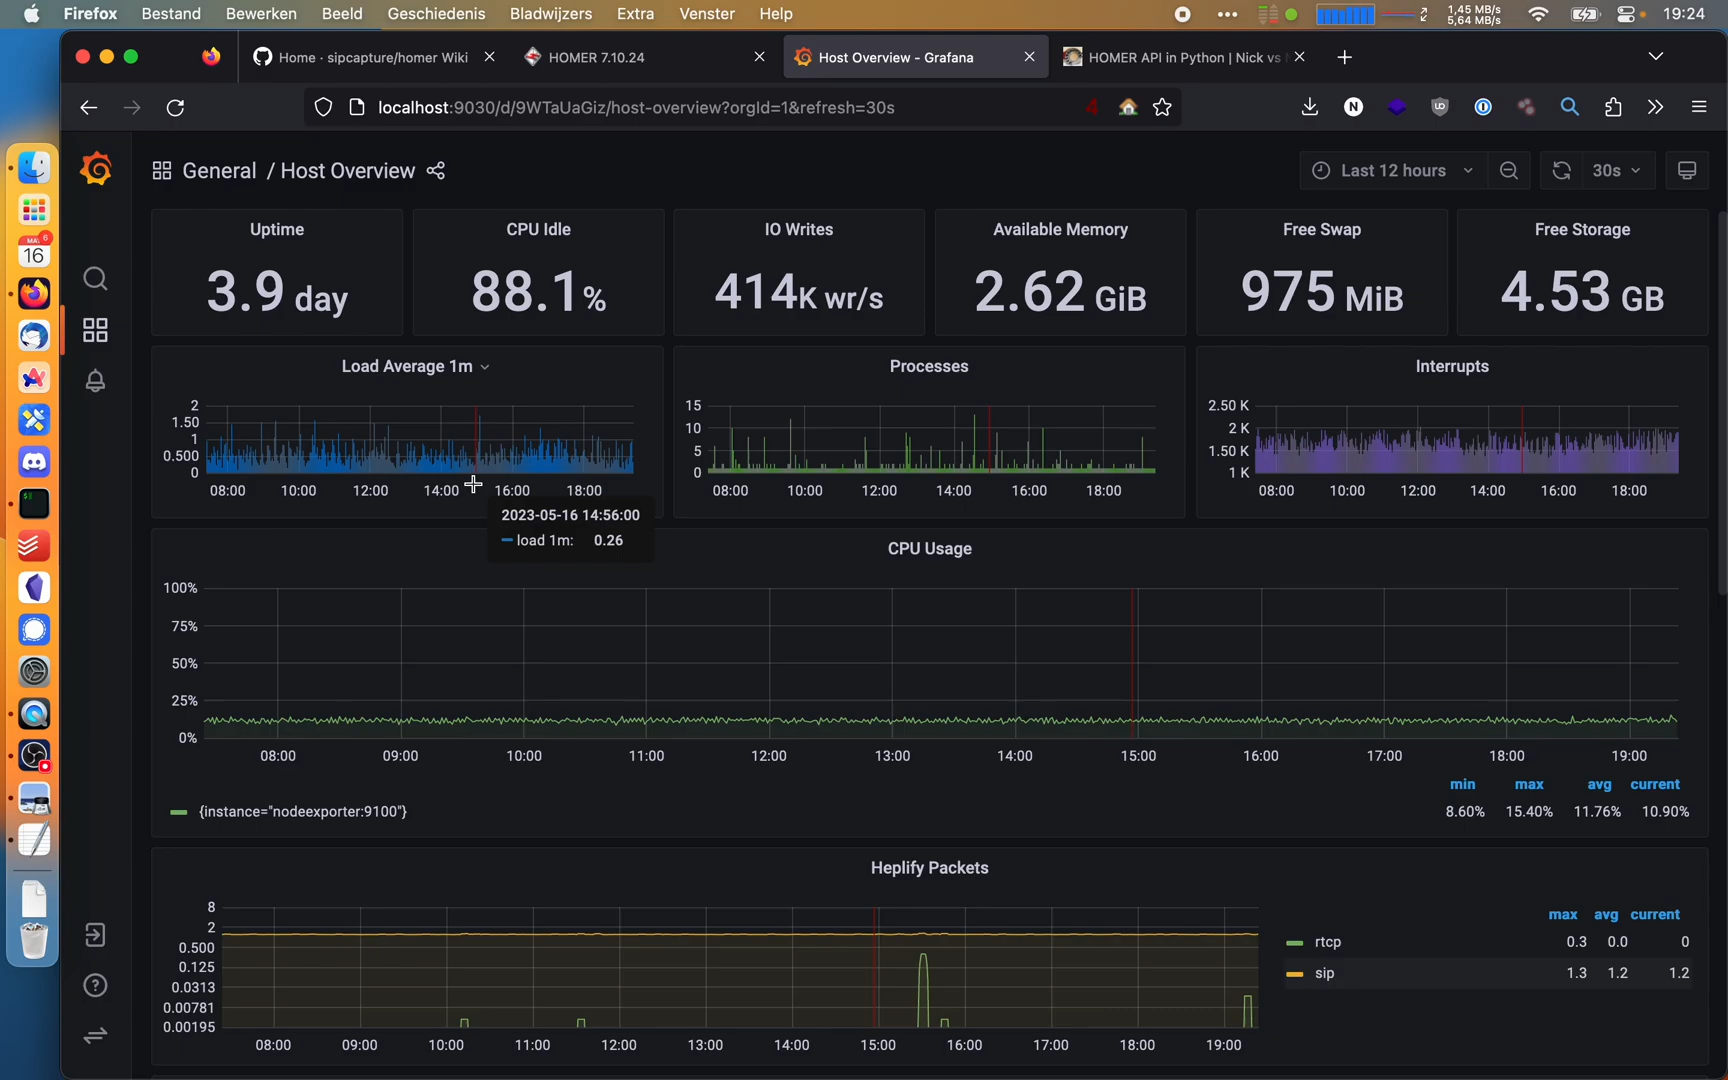 Firefox Bestand Bewerken Beeld Geschiedenis Bladwijzers Extra Venster Help 1,45 MB/s 5,64 MB/s 19:24
Home · sipcapture/homer Wiki HOMER 7.10.24 Host Overview - Grafana HOMER API in Python | Nick vs
localhost:9030/d/9WTaUaGiz/host-overview?orgId=1&refresh=30s
General / Host Overview Last 12 hours 30s
Uptime CPU Idle IO Writes Available Memory Free Swap Free Storage
3.9 day 88.1% 414K wr/s 2.62 GiB 975 MiB 4.53 GB
Load Average 1m Processes Interrupts
2 15 2.50 K
1.50 10 2 K
1 5 1.50 K
0.500 0 1 K
0
08:00 10:00 12:00 14:00 16:00 18:00 08:00 10:00 12:00 14:00 16:00 18:00 08:00 10:00 12:00 14:00 16:00 18:00
2023-05-16 14:56:00
load 1m: 0.26
CPU Usage
100%
75%
50%
25%
0%
08:00 09:00 10:00 11:00 12:00 13:00 14:00 15:00 16:00 17:00 18:00 19:00
min max avg current
{instance="nodeexporter:9100"} 8.60% 15.40% 11.76% 10.90%
Heplify Packets
8
2
0.500
0.125
0.0313
0.00781
0.00195
08:00 09:00 10:00 11:00 12:00 13:00 14:00 15:00 16:00 17:00 18:00 19:00
max avg current
rtcp 0.3 0.0 0
sip 1.3 1.2 1.2
6
16